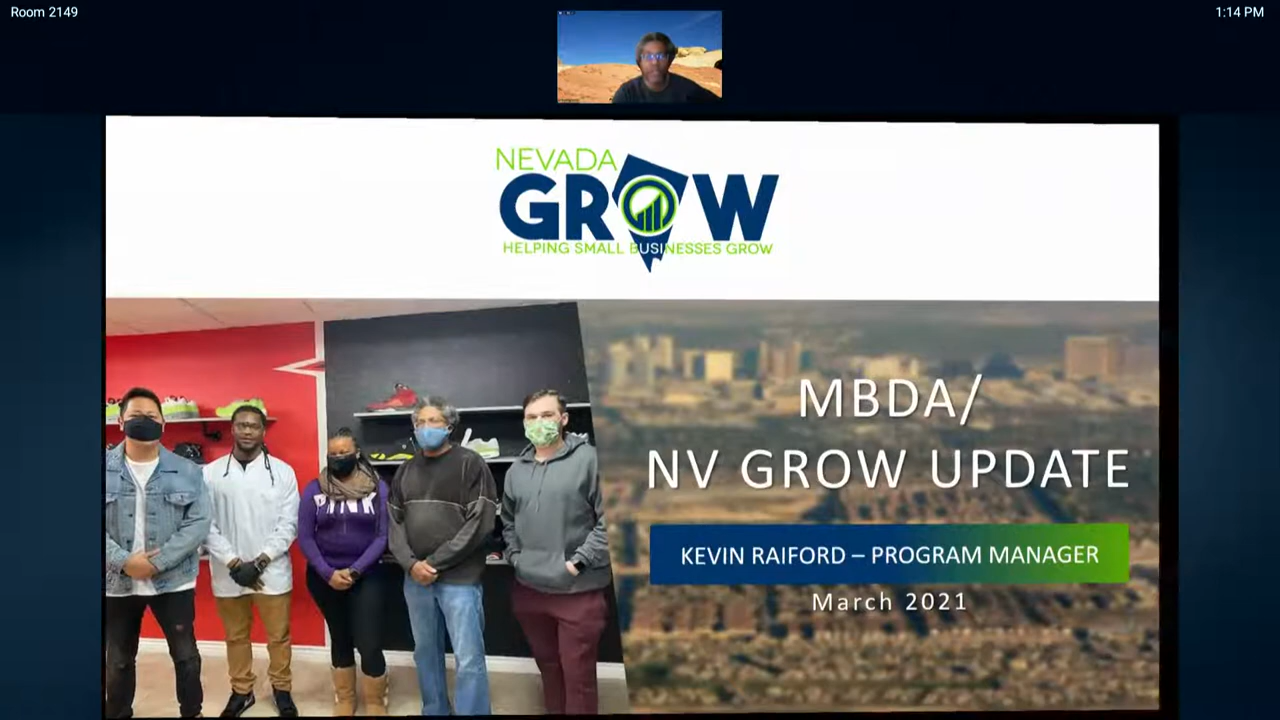 Room 2149
1:14 PM
NEVADA
GROW
HELPING SMALL BUSINESSES GROW
PINK
MBDA/
NV GROW UPDATE
KEVIN RAIFORD – PROGRAM MANAGER
March 2021